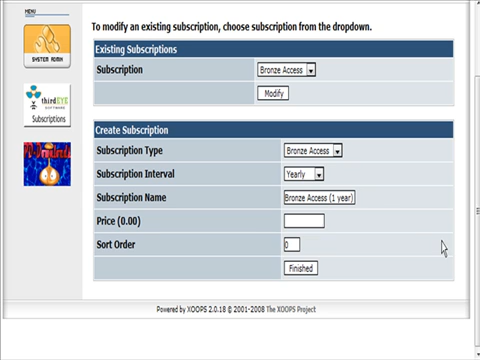 MENU
To modify an existing subscription, choose subscription from the dropdown.
SYSTEM ADMIN
Existing Subscriptions
Subscription
Bronze Access
Modify
thirdEYE
SOFTWARE
Subscriptions
Create Subscription
Subscription Type
Bronze Access
Subscription Interval
Yearly
Subscription Name
Bronze Access (1 year)
Price (0.00)
Sort Order
0
Finished
Powered by XOOPS 2.0.18 © 2001-2008 The XOOPS Project